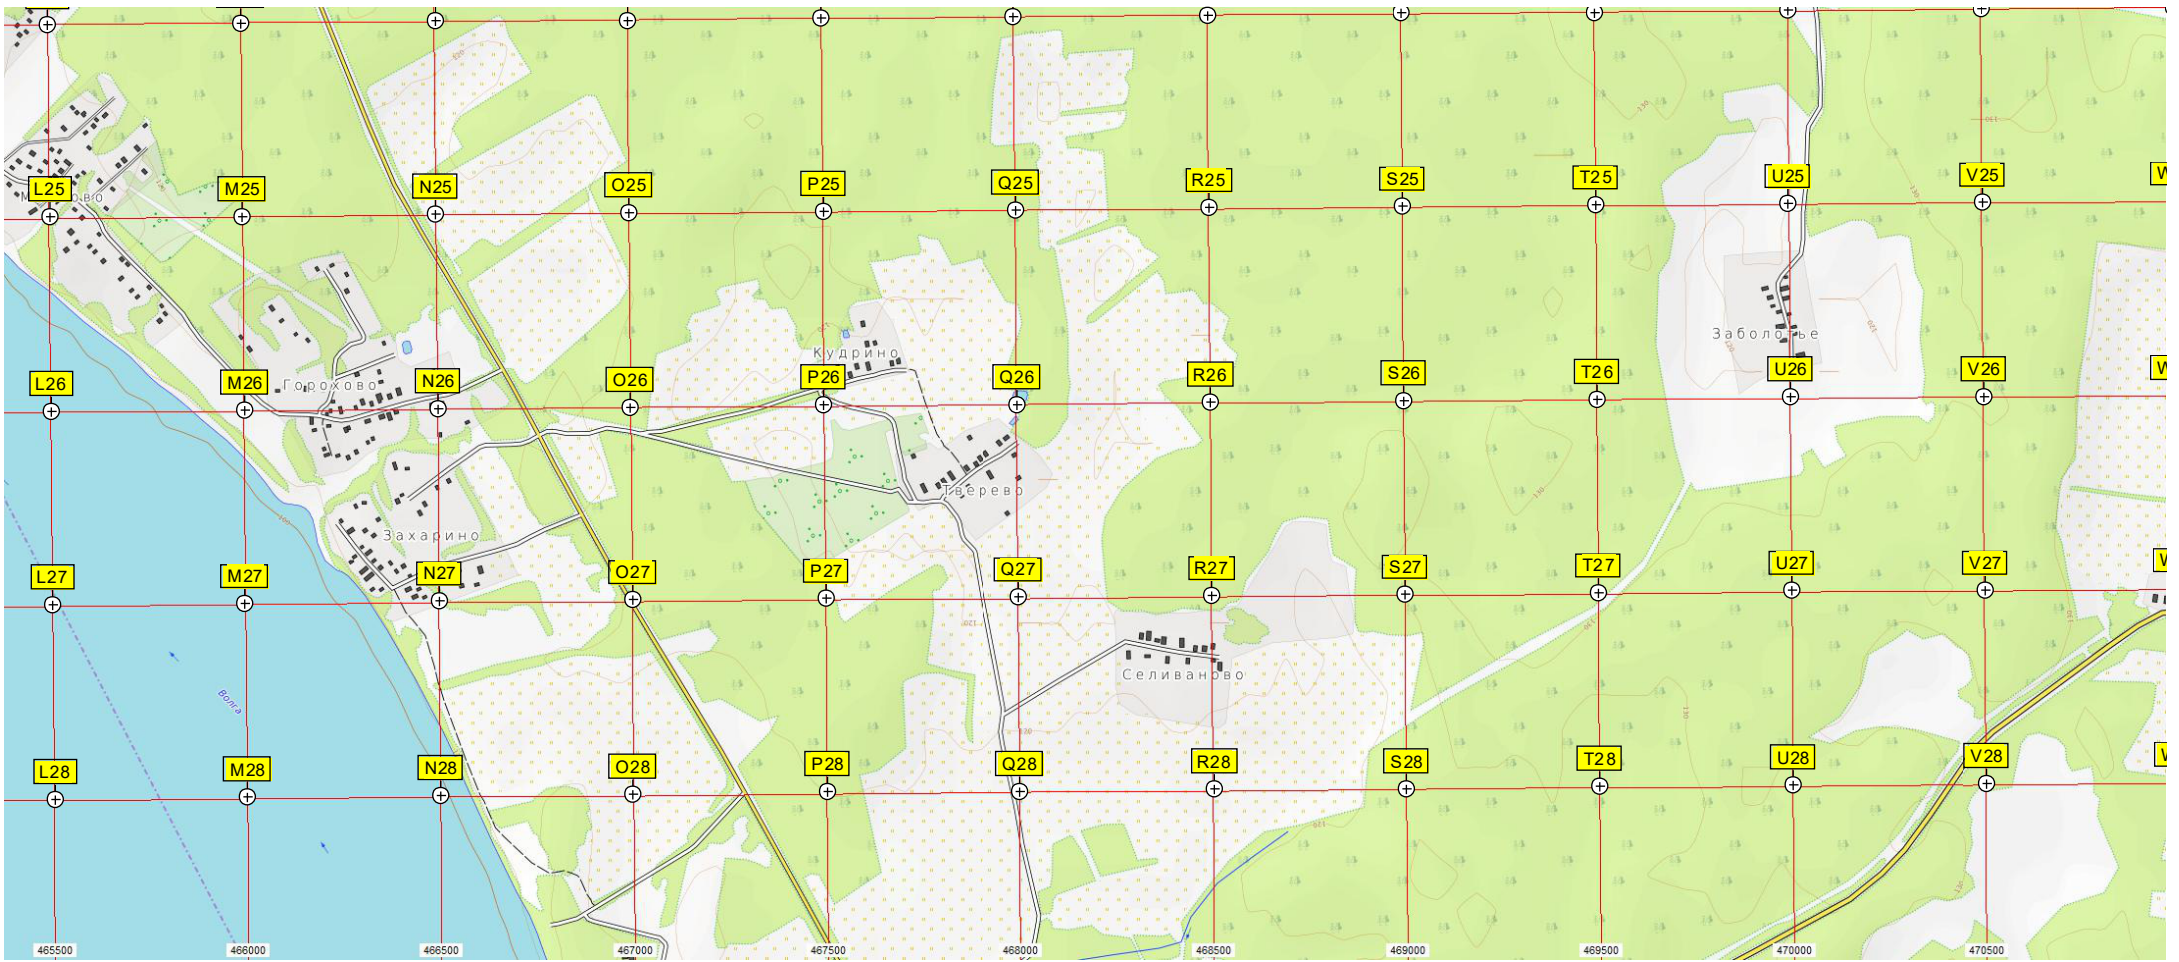 L25 M25 N25 O25 P25 Q25 R25 S25 T25 U25 V25
Кудрино
Заболотье
L26 M26 N26 O26 P26 Q26 R26 S26 T26 U26 V26
Горохово
Тверево
Захарино
L27 M27 N27 O27 P27 Q27 R27 S27 T27 U27 V27
Селиваново
Волга
L28 M28 N28 O28 P28 Q28 R28 S28 T28 U28 V28
465500 466000 466500 467000 467500 468000 468500 469000 469500 470000 470500